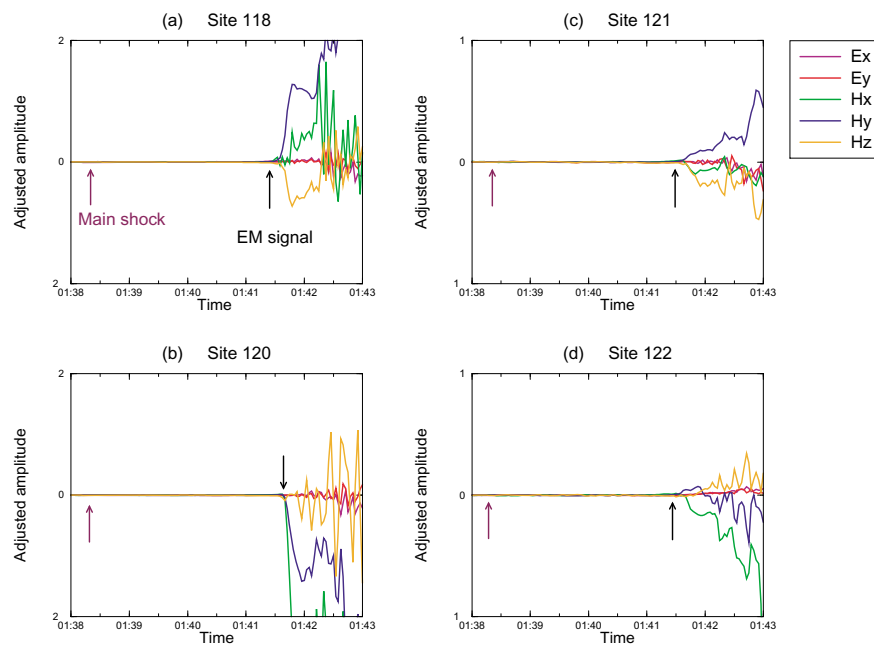 (a) Site 118
2
0
2
Adjusted amplitude
Main shock
EM signal
01:38 01:39 01:40 01:41 01:42 01:43
Time
(c) Site 121
1
0
1
Adjusted amplitude
01:38 01:39 01:40 01:41 01:42 01:43
Time
Ex
Ey
Hx
Hy
Hz
(b) Site 120
2
0
2
Adjusted amplitude
01:38 01:39 01:40 01:41 01:42 01:43
Time
(d) Site 122
1
0
1
Adjusted amplitude
01:38 01:39 01:40 01:41 01:42 01:43
Time